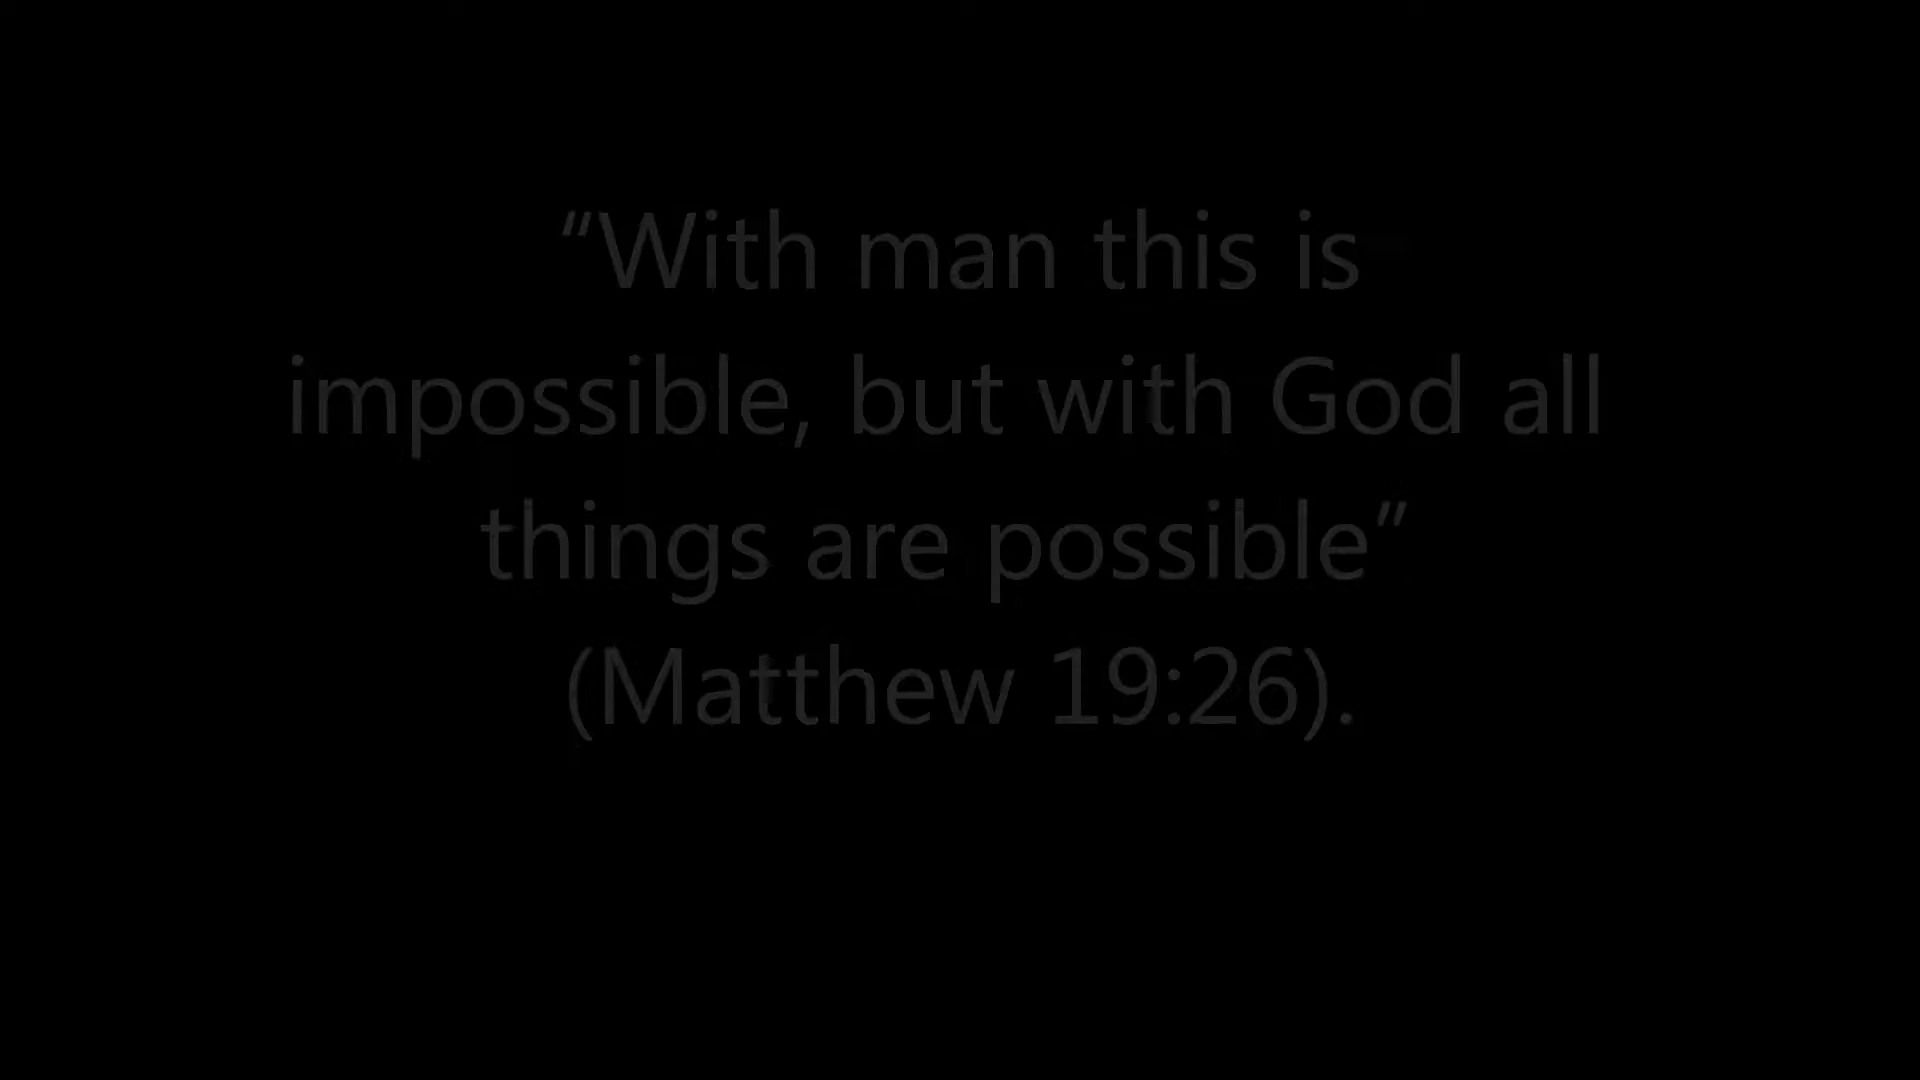 “With man this is
impossible, but with God all
things are possible”
(Matthew 19:26).